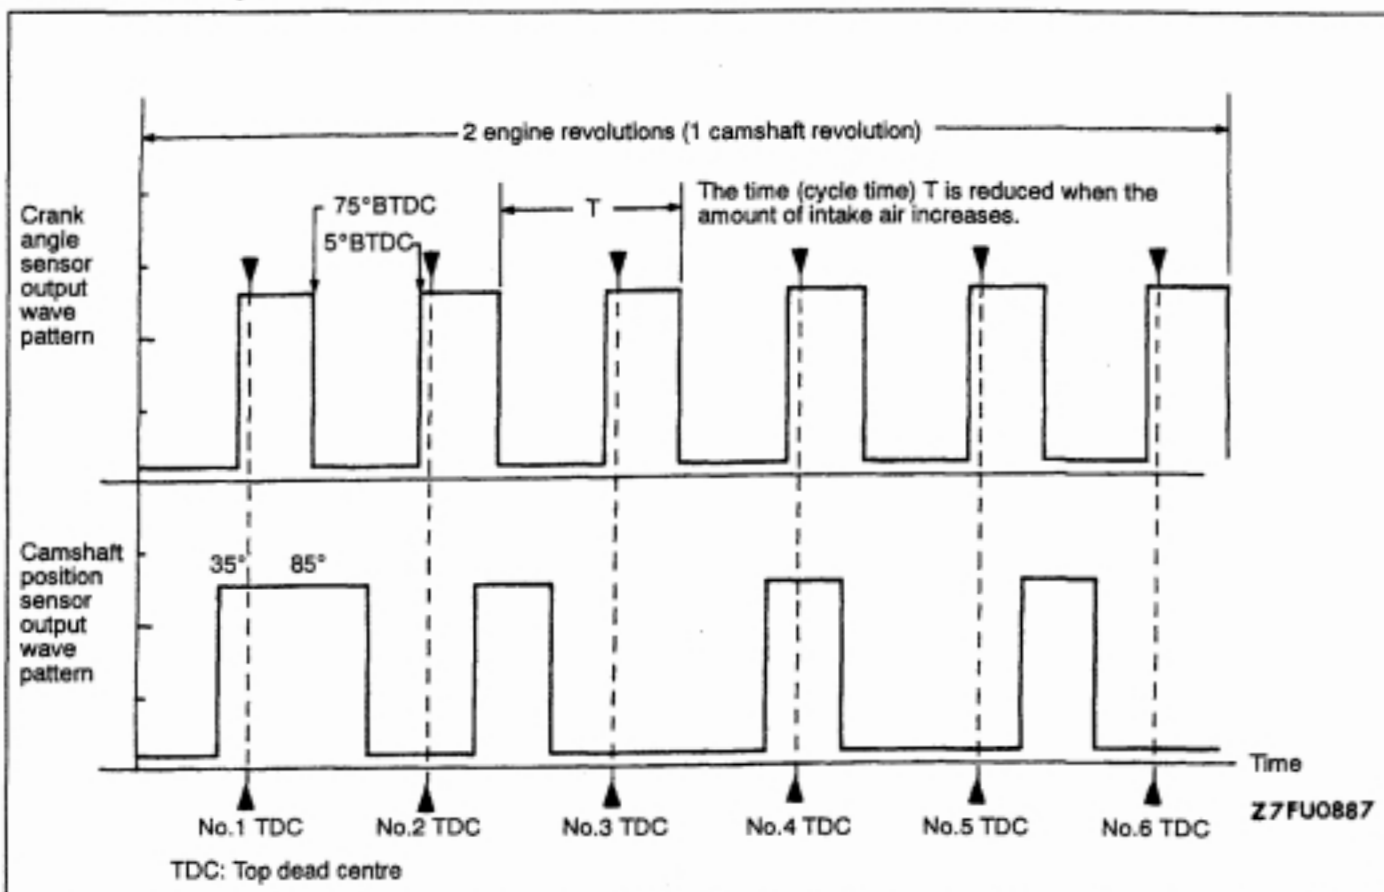 2 engine revolutions (1 camshaft revolution)
Crank
angle
sensor
output
wave
pattern
75°BTDC
5°BTDC
T
The time (cycle time) T is reduced when the
amount of intake air increases.
Camshaft
position
sensor
output
wave
pattern
35°
85°
Time
No.1 TDC
No.2 TDC
No.3 TDC
No.4 TDC
No.5 TDC
No.6 TDC
Z7FU0887
TDC: Top dead centre